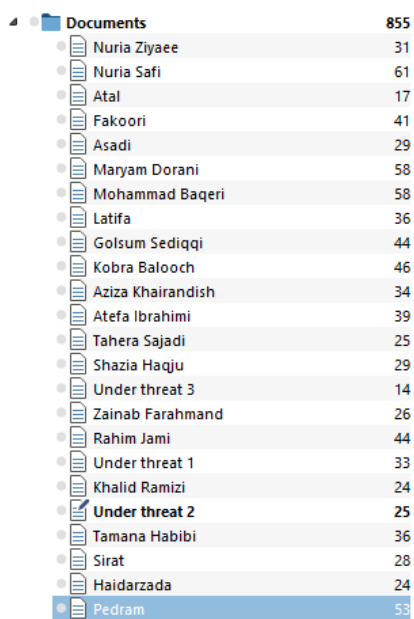 Documents 855
Nuria Ziyaee 31
Nuria Safi 61
Atal 17
Fakoori 41
Asadi 29
Maryam Dorani 58
Mohammad Baqeri 58
Latifa 36
Golsum Sediqqi 44
Kobra Balooch 46
Aziza Khairandish 34
Atefa Ibrahimi 39
Tahera Sajadi 25
Shazia Haqju 29
Under threat 3 14
Zainab Farahmand 26
Rahim Jami 44
Under threat 1 33
Khalid Ramizi 24
Under threat 2 25
Tamana Habibi 36
Sirat 28
Haidarzada 24
Pedram 53